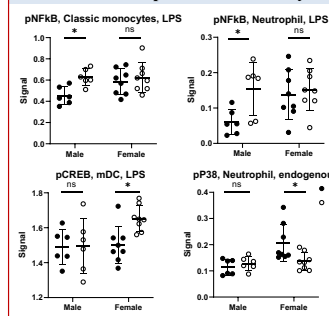 pNFkB, Classic monocytes, LPS
1.0
0.8
0.6
0.4
0.2
0.0
Signal
*
ns
Male
Female
pNFkB, Neutrophil, LPS
0.3
0.2
0.1
0.0
Signal
*
ns
Male
Female
pCREB, mDC, LPS
1.8
1.6
1.4
1.2
Signal
ns
*
Male
Female
pP38, Neutrophil, endogenou
0.4
0.3
0.2
0.1
0.0
Signal
ns
*
Male
Female